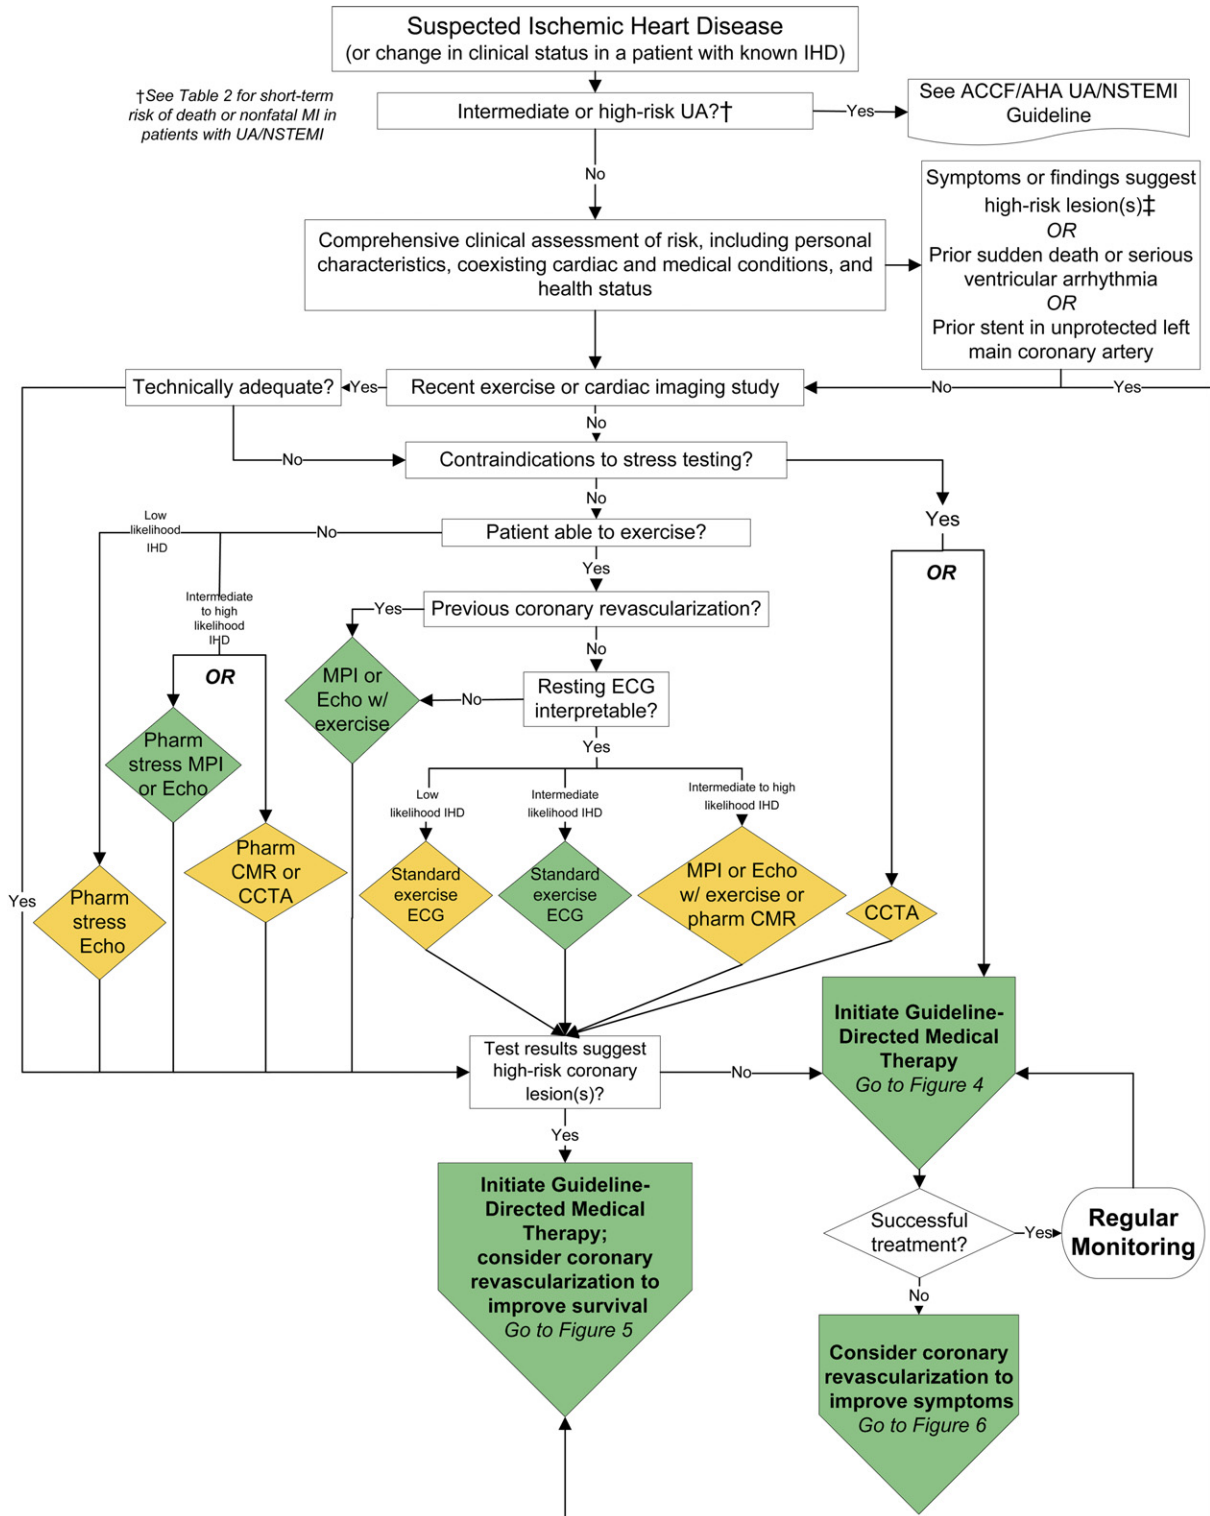 Suspected Ischemic Heart Disease
(or change in clinical status in a patient with known IHD)
†See Table 2 for short-term
risk of death or nonfatal MI in
patients with UA/NSTEMI
Intermediate or high-risk UA?†
Yes
See ACCF/AHA UA/NSTEMI
Guideline
No
Symptoms or findings suggest
high-risk lesion(s)‡
OR
Prior sudden death or serious
ventricular arrhythmia
OR
Prior stent in unprotected left
main coronary artery
Comprehensive clinical assessment of risk, including personal
characteristics, coexisting cardiac and medical conditions, and
health status
Technically adequate?
Yes
Recent exercise or cardiac imaging study
No
Yes
No
No
Contraindications to stress testing?
No
Yes
OR
Low
likelihood
IHD
No
Patient able to exercise?
Yes
Intermediate
to high
likelihood
IHD
OR
Yes
Previous coronary revascularization?
No
MPI or
Echo w/
exercise
No
Resting ECG
interpretable?
Yes
Pharm
stress MPI
or Echo
Low
likelihood IHD
Intermediate
likelihood IHD
Intermediate to high
likelihood IHD
Pharm
CMR or
CCTA
Standard
exercise
ECG
Standard
exercise
ECG
MPI or Echo
w/ exercise or
pharm CMR
CCTA
Yes
Pharm
stress
Echo
Test results suggest
high-risk coronary
lesion(s)?
No
Initiate Guideline-
Directed Medical
Therapy
Go to Figure 4
Yes
Initiate Guideline-
Directed Medical
Therapy;
consider coronary
revascularization to
improve survival
Go to Figure 5
Successful
treatment?
Yes
Regular
Monitoring
No
Consider coronary
revascularization to
improve symptoms
Go to Figure 6